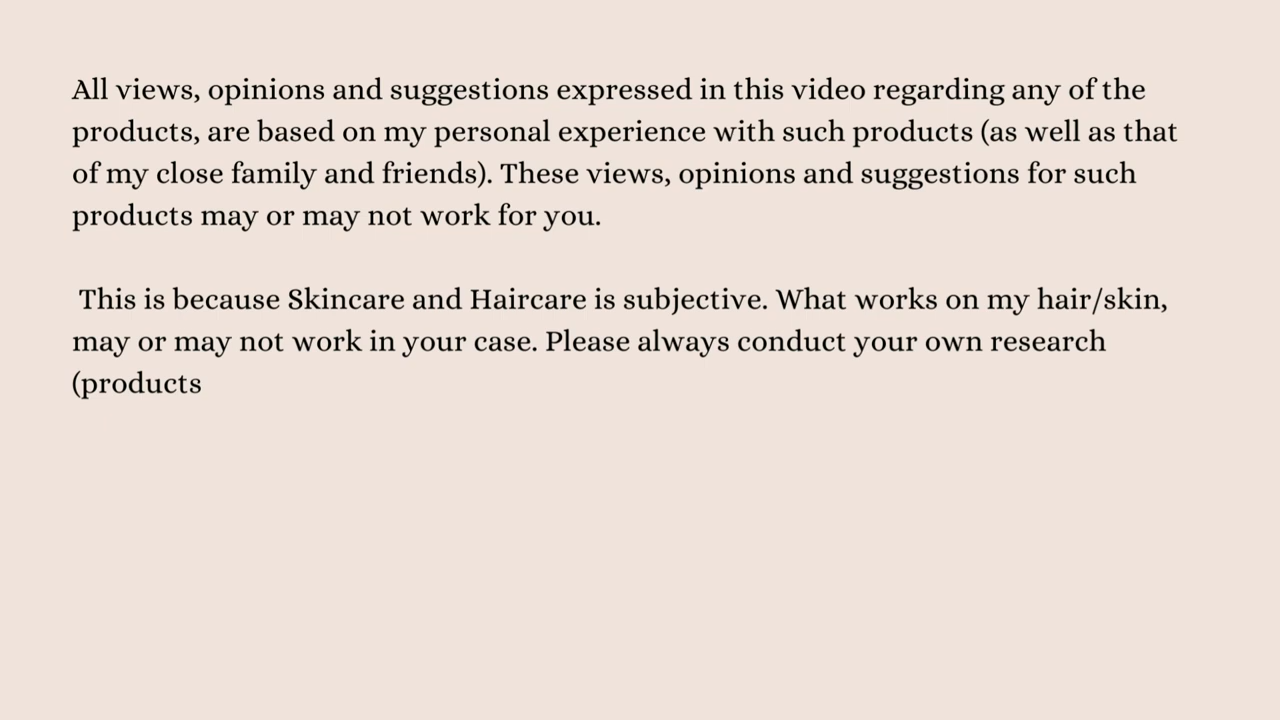 All views, opinions and suggestions expressed in this video regarding any of the
products, are based on my personal experience with such products (as well as that
of my close family and friends). These views, opinions and suggestions for such
products may or may not work for you.
This is because Skincare and Haircare is subjective. What works on my hair/skin,
may or may not work in your case. Please always conduct your own research
(products